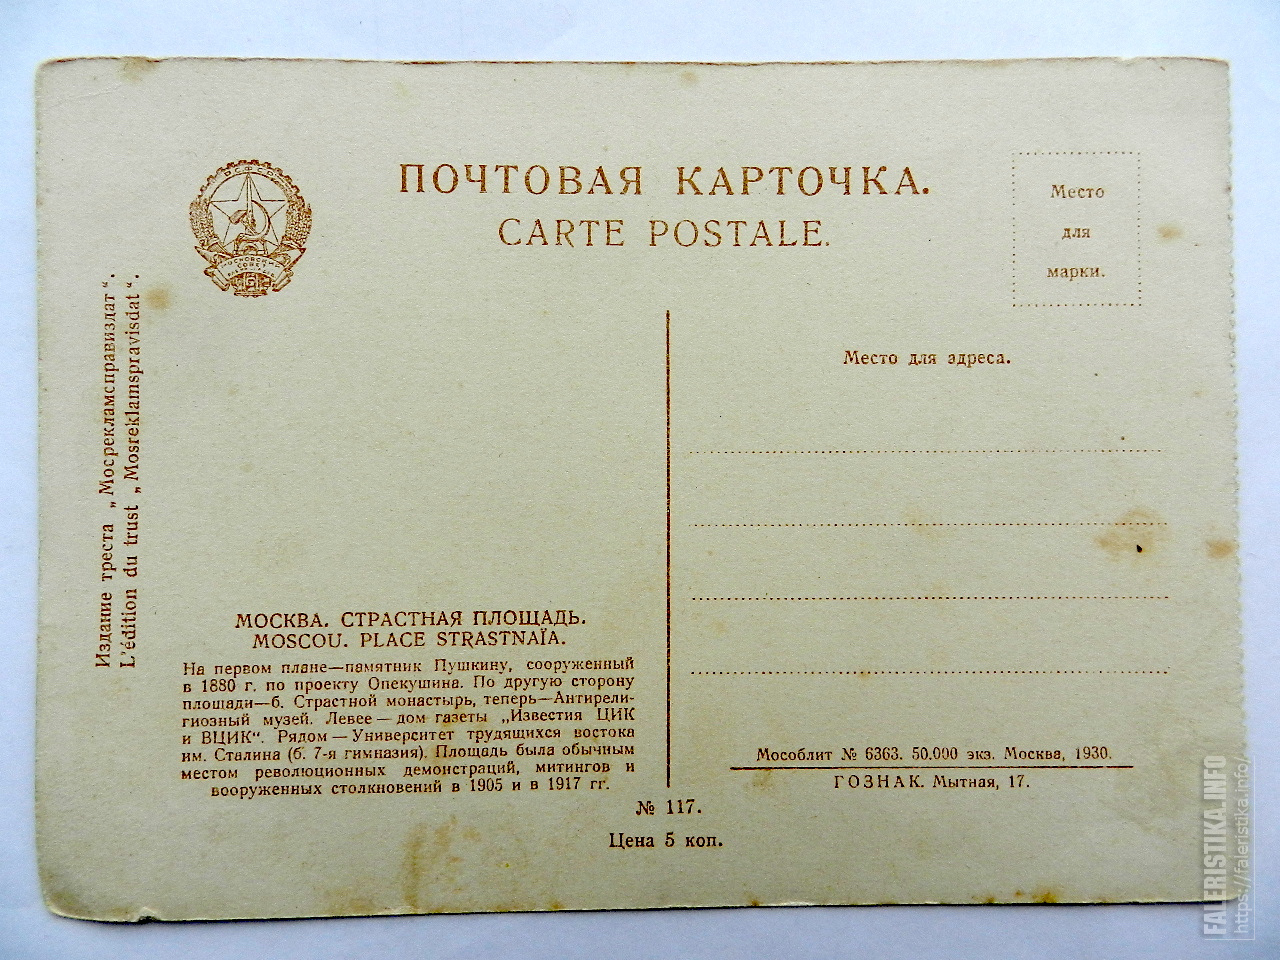 ПОЧТОВАЯ КАРТОЧКА.
CARTE POSTALE.
РСФСР
МОСКОВСКИЙ
СОВЕТ
Место
для
марки.
Издание треста „Мосрекламсправиздат“.
L'édition du trust „Mosreklamspravisdat“.
Место для адреса.
МОСКВА. СТРАСТНАЯ ПЛОЩАДЬ.
MOSCOU. PLACE STRASTNAÏA.
На первом плане—памятник Пушкину, сооруженный
в 1880 г. по проекту Опекушина. По другую сторону
площади—б. Страстной монастырь, теперь—Антирели-
гиозный музей. Левее — дом газеты „Известия ЦИК
и ВЦИК“. Рядом — Университет трудящихся востока
им. Сталина (б. 7-я гимназия). Площадь была обычным
местом революционных демонстраций, митингов и
вооруженных столкновений в 1905 и в 1917 гг.
Мособлит № 6363. 50.000 экз. Москва, 1930.
ГОЗНАК. Мытная, 17.
№ 117.
Цена 5 коп.
FALERISTIKA.INFO
https://faleristika.info/